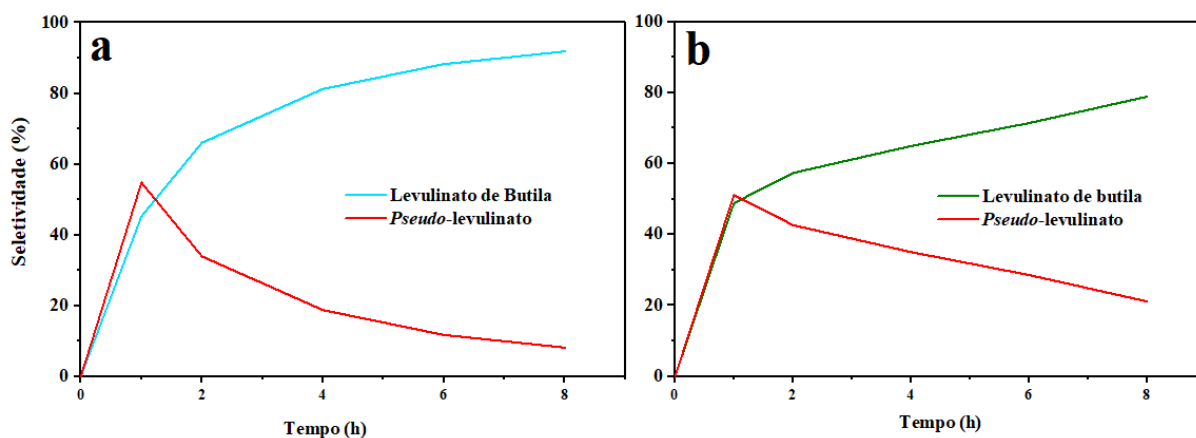 a
100
80
60
40
20
0
Seletividade (%)
Levulinato de Butila
Pseudo-levulinato
0 2 4 6 8
Tempo (h)
b
100
80
60
40
20
0
Levulinato de butila
Pseudo-levulinato
0 2 4 6 8
Tempo (h)